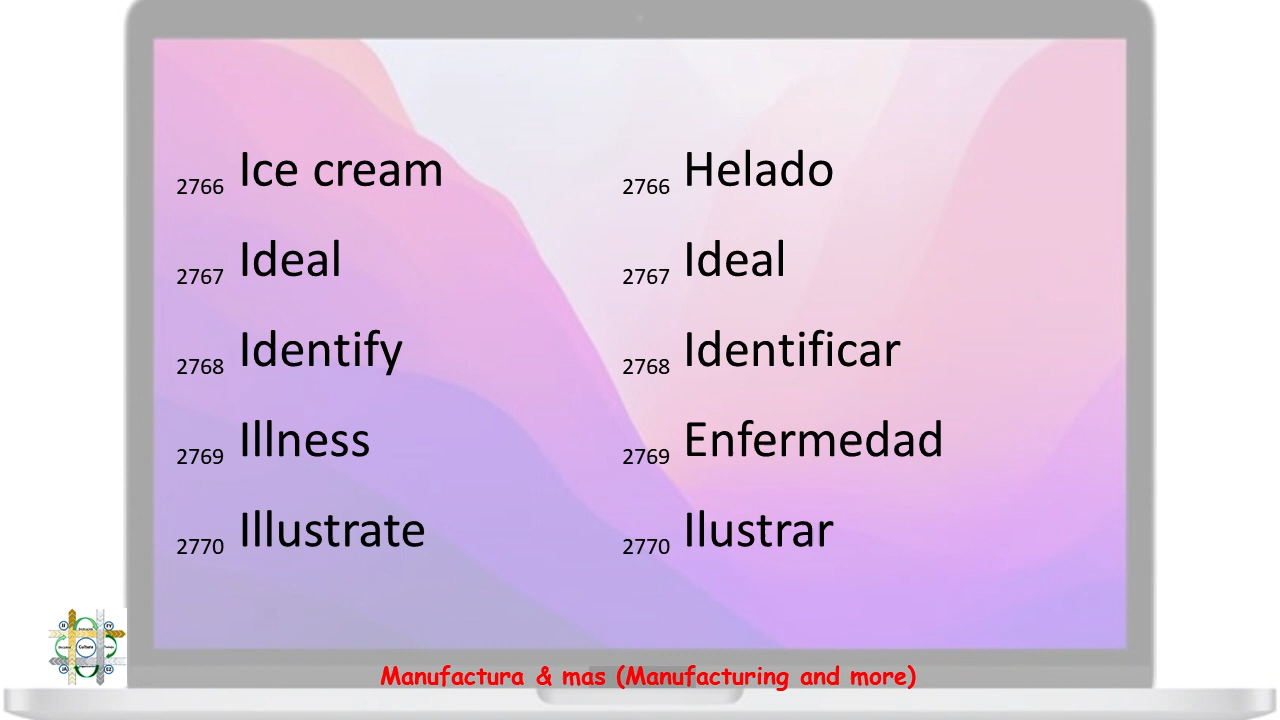 2766 Ice cream 2766 Helado
2767 Ideal 2767 Ideal
2768 Identify 2768 Identificar
2769 Illness 2769 Enfermedad
2770 Illustrate 2770 Ilustrar
Cultura
Manufactura & mas (Manufacturing and more)